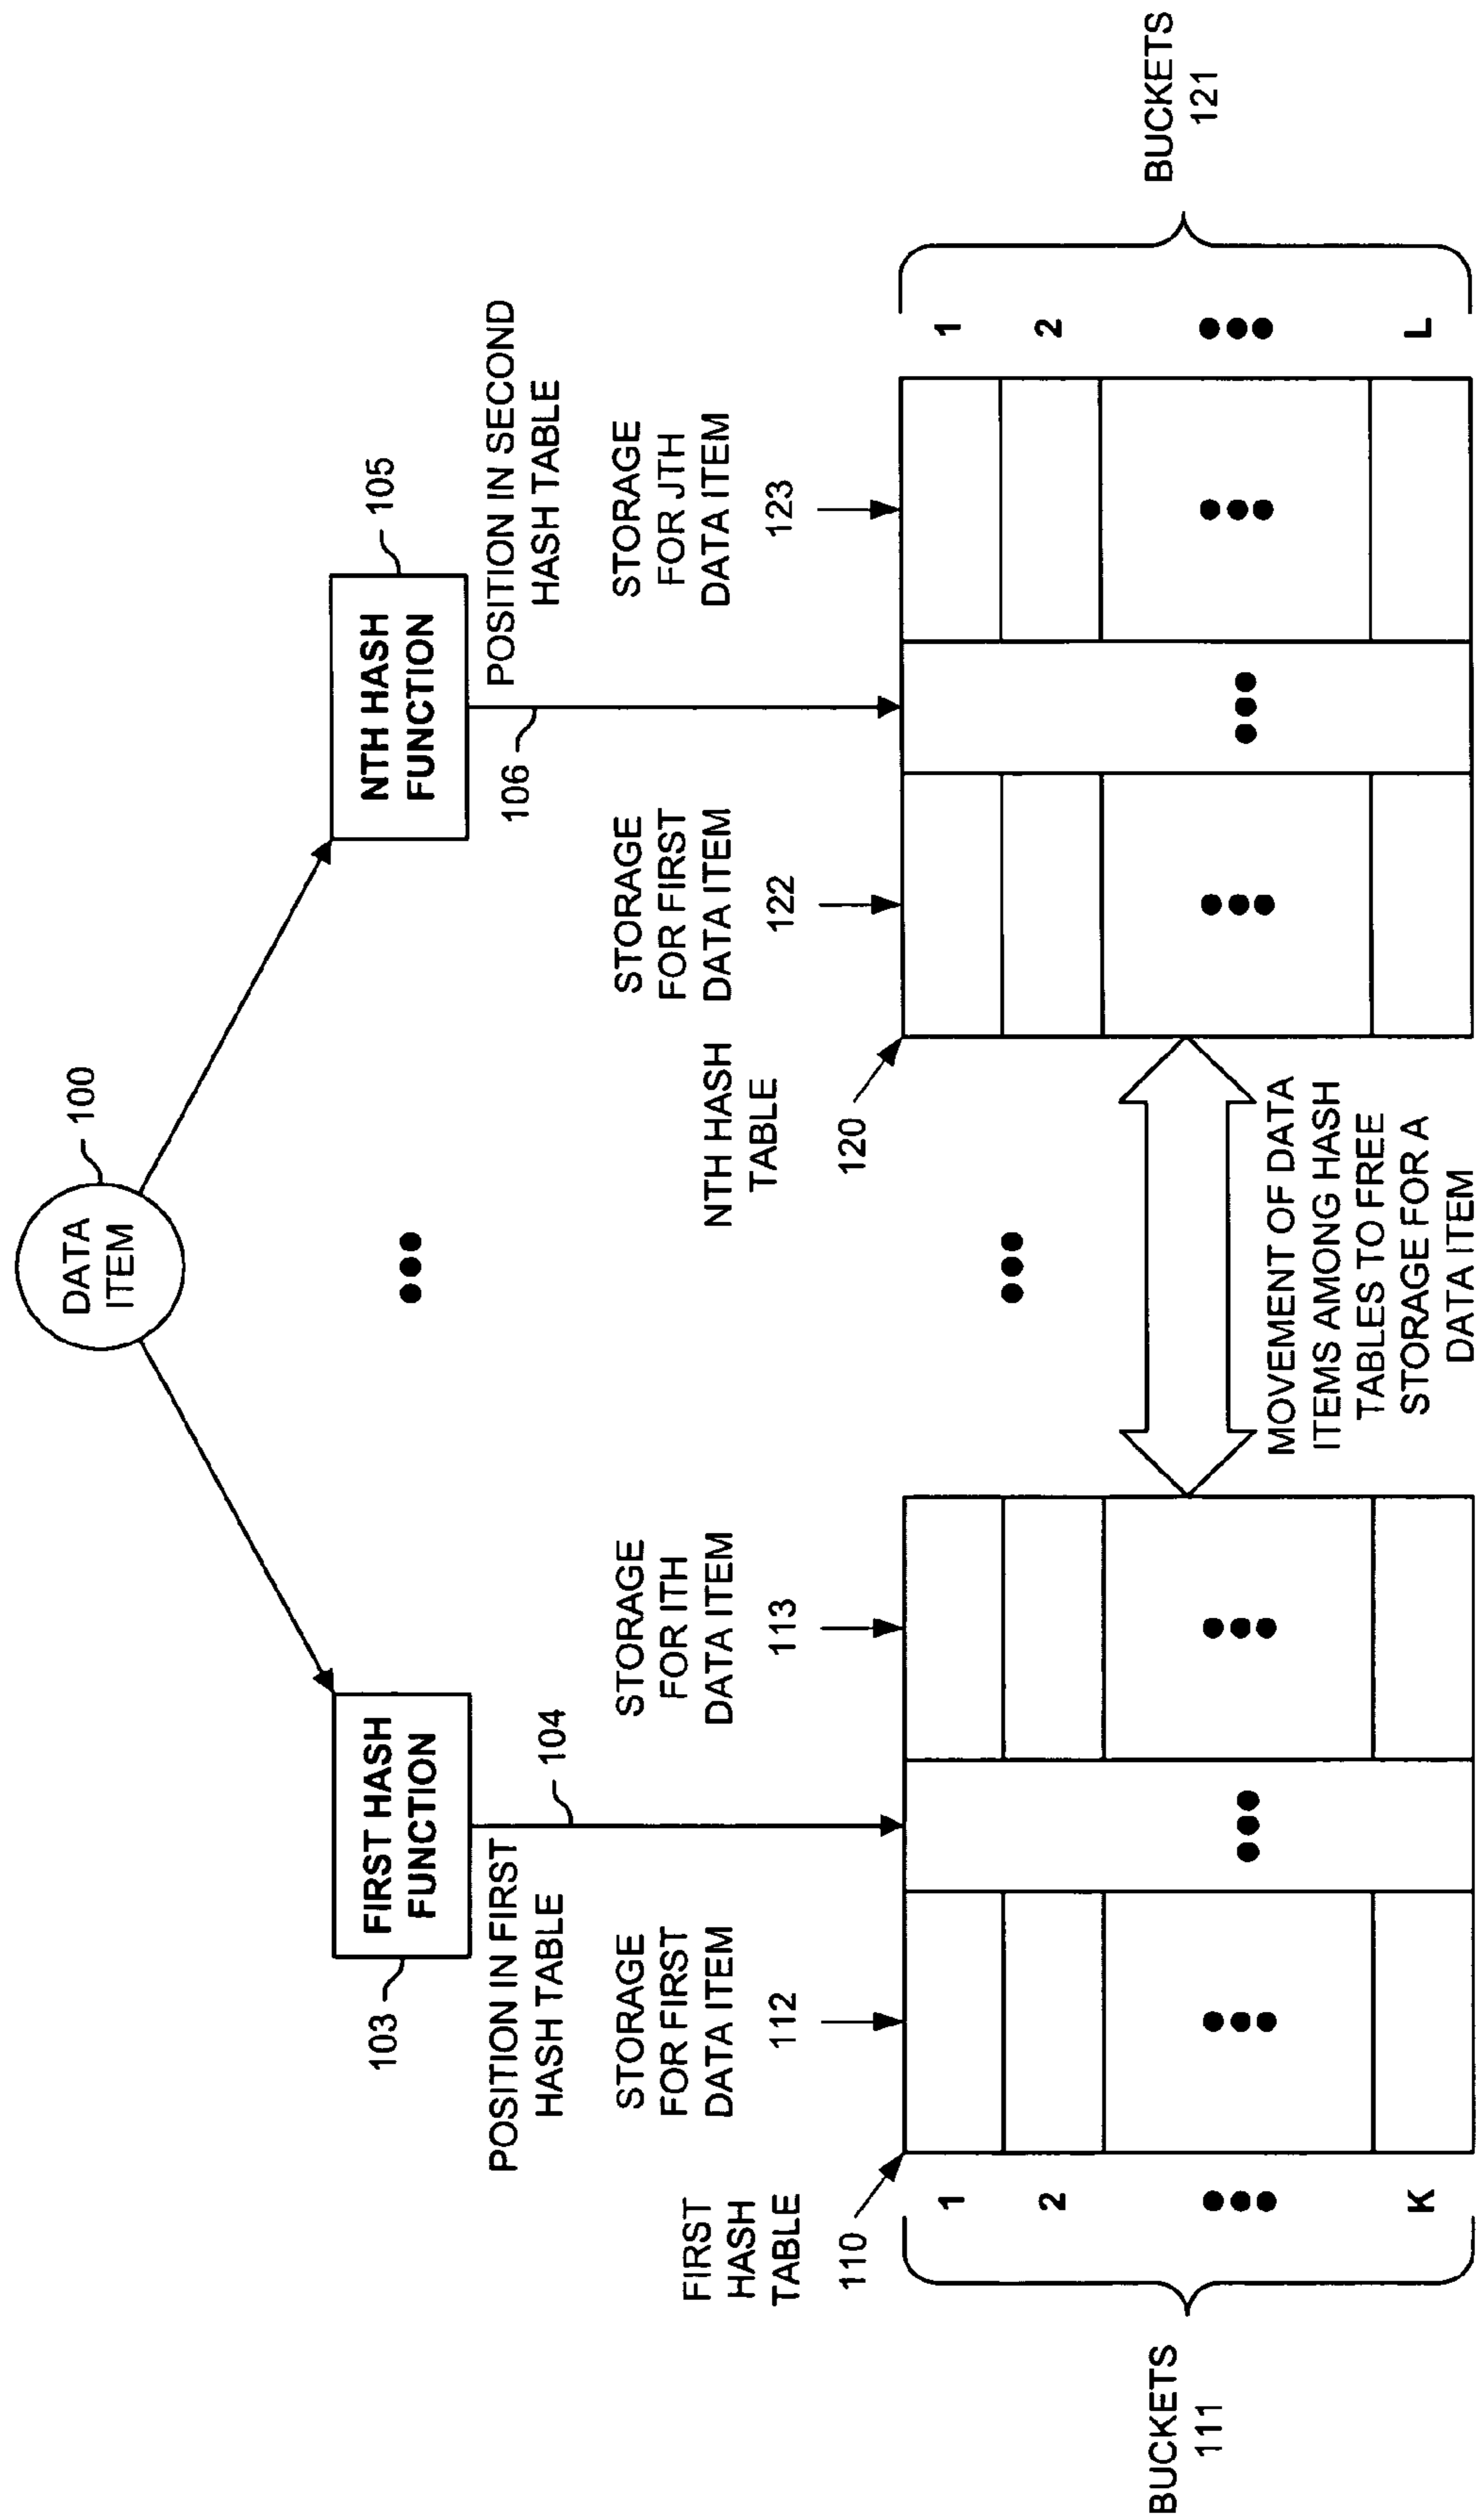 DATA
ITEM
100
FIRST HASH
FUNCTION
103
NTH HASH
FUNCTION
105
POSITION IN FIRST
HASH TABLE
104
106
POSITION IN SECOND
HASH TABLE
FIRST
HASH
TABLE
110
STORAGE
FOR FIRST
DATA ITEM
112
STORAGE
FOR ITH
DATA ITEM
113
NTH HASH
TABLE
120
STORAGE
FOR FIRST
DATA ITEM
122
STORAGE
FOR JTH
DATA ITEM
123
BUCKETS
111
1
2
K
MOVEMENT OF DATA
ITEMS AMONG HASH
TABLES TO FREE
STORAGE FOR A
DATA ITEM
1
2
L
BUCKETS
121